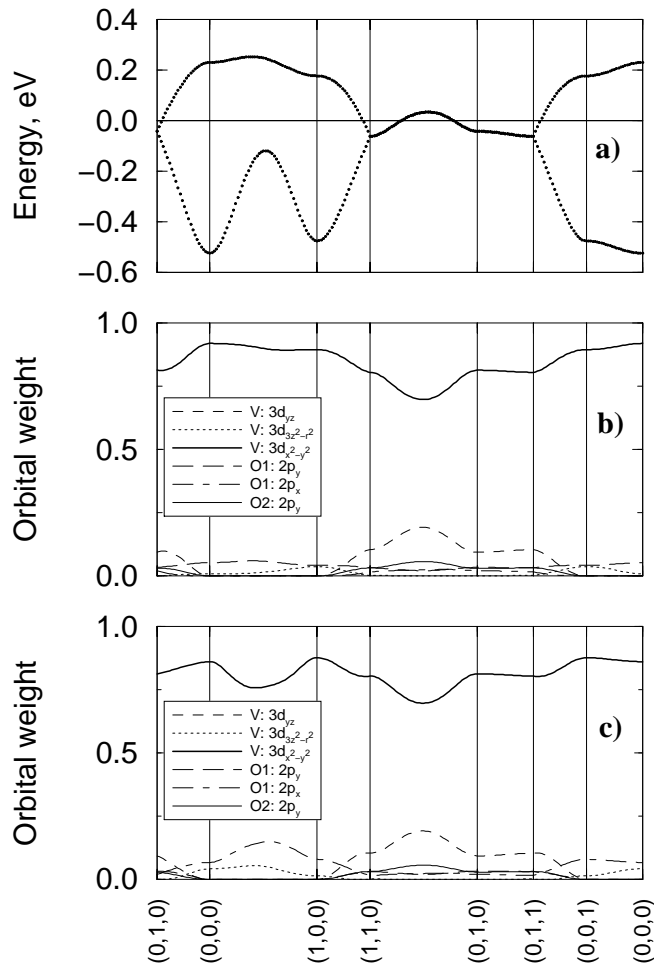 0.4
0.2
0.0
−0.2
−0.4
−0.6
Energy, eV
a)
1.0
0.5
0.0
Orbital weight
b)
V: 3d_yz
V: 3d_3z²−r²
V: 3d_x²−y²
O1: 2p_y
O1: 2p_x
O2: 2p_y
1.0
0.5
0.0
Orbital weight
c)
V: 3d_yz
V: 3d_3z²−r²
V: 3d_x²−y²
O1: 2p_y
O1: 2p_x
O2: 2p_y
(0,1,0)
(0,0,0)
(1,0,0)
(1,1,0)
(0,1,0)
(0,1,1)
(0,0,1)
(0,0,0)